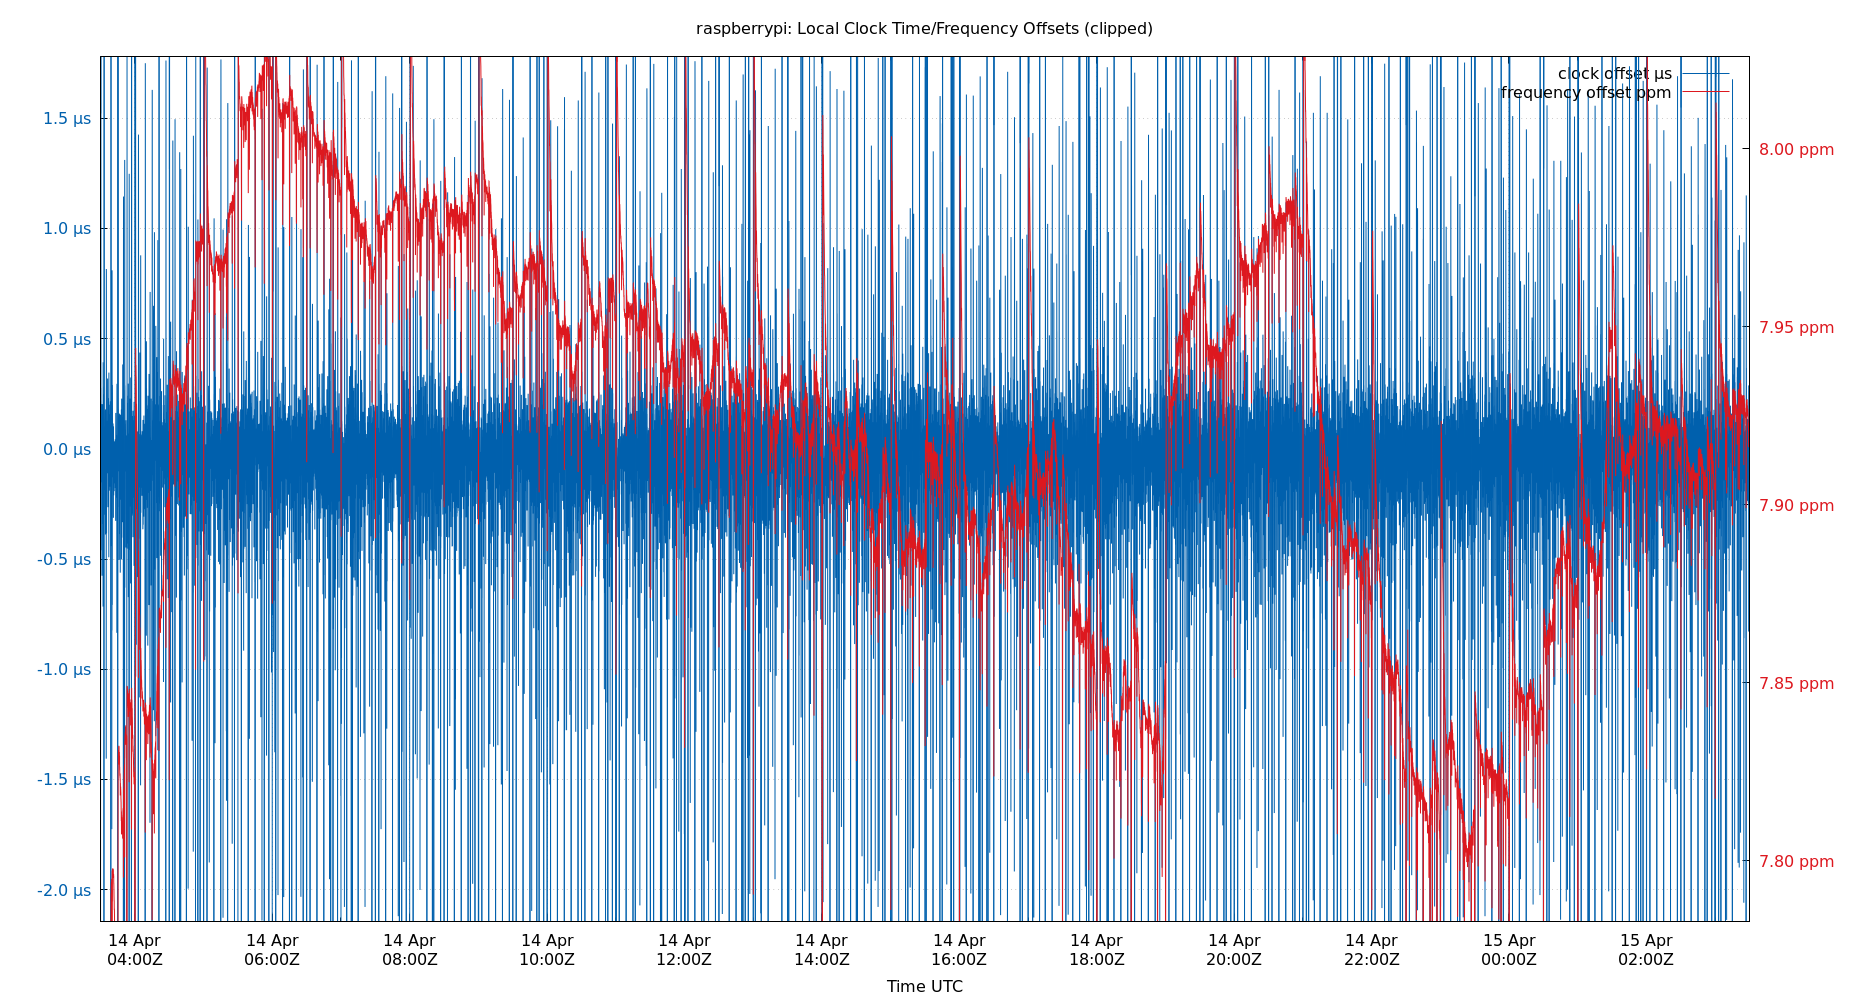 raspberrypi: Local Clock Time/Frequency Offsets (clipped)
clock offset µs
frequency offset ppm
1.5 µs
1.0 µs
0.5 µs
0.0 µs
-0.5 µs
-1.0 µs
-1.5 µs
-2.0 µs
8.00 ppm
7.95 ppm
7.90 ppm
7.85 ppm
7.80 ppm
14 Apr 14 Apr 14 Apr 14 Apr 14 Apr 14 Apr 14 Apr 14 Apr 14 Apr 14 Apr 15 Apr 15 Apr
04:00Z 06:00Z 08:00Z 10:00Z 12:00Z 14:00Z 16:00Z 18:00Z 20:00Z 22:00Z 00:00Z 02:00Z
Time UTC